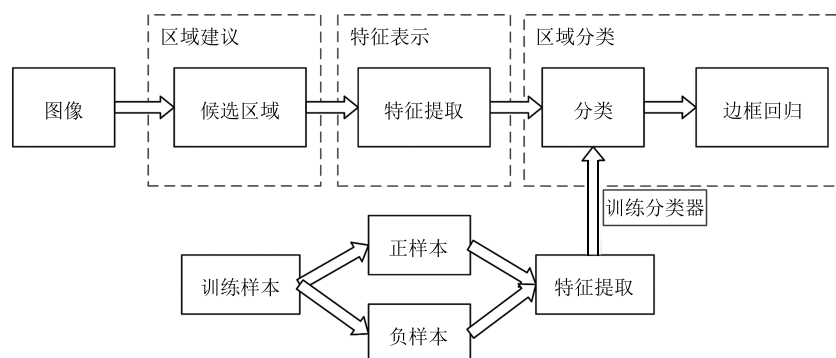 区域建议
特征表示
区域分类
图像
候选区域
特征提取
分类
边框回归
训练分类器
正样本
训练样本
特征提取
负样本